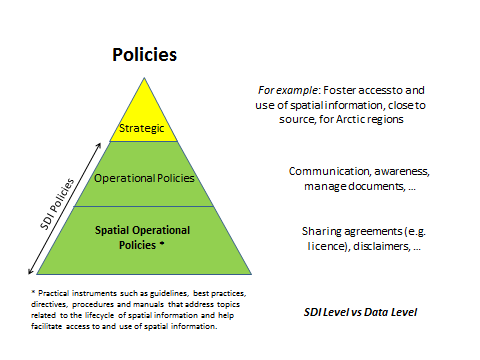 Policies
For example: Foster accessto and
use of spatial information, close to
source, for Arctic regions
Strategic
SDI Policies
Operational Policies
Communication, awareness,
manage documents, ...
Spatial Operational
Policies *
Sharing agreements (e.g.
licence), disclaimers, ...
* Practical instruments such as guidelines, best practices,
directives, procedures and manuals that address topics
related to the lifecycle of spatial information and help
facilitate access to and use of spatial information.
SDI Level vs Data Level